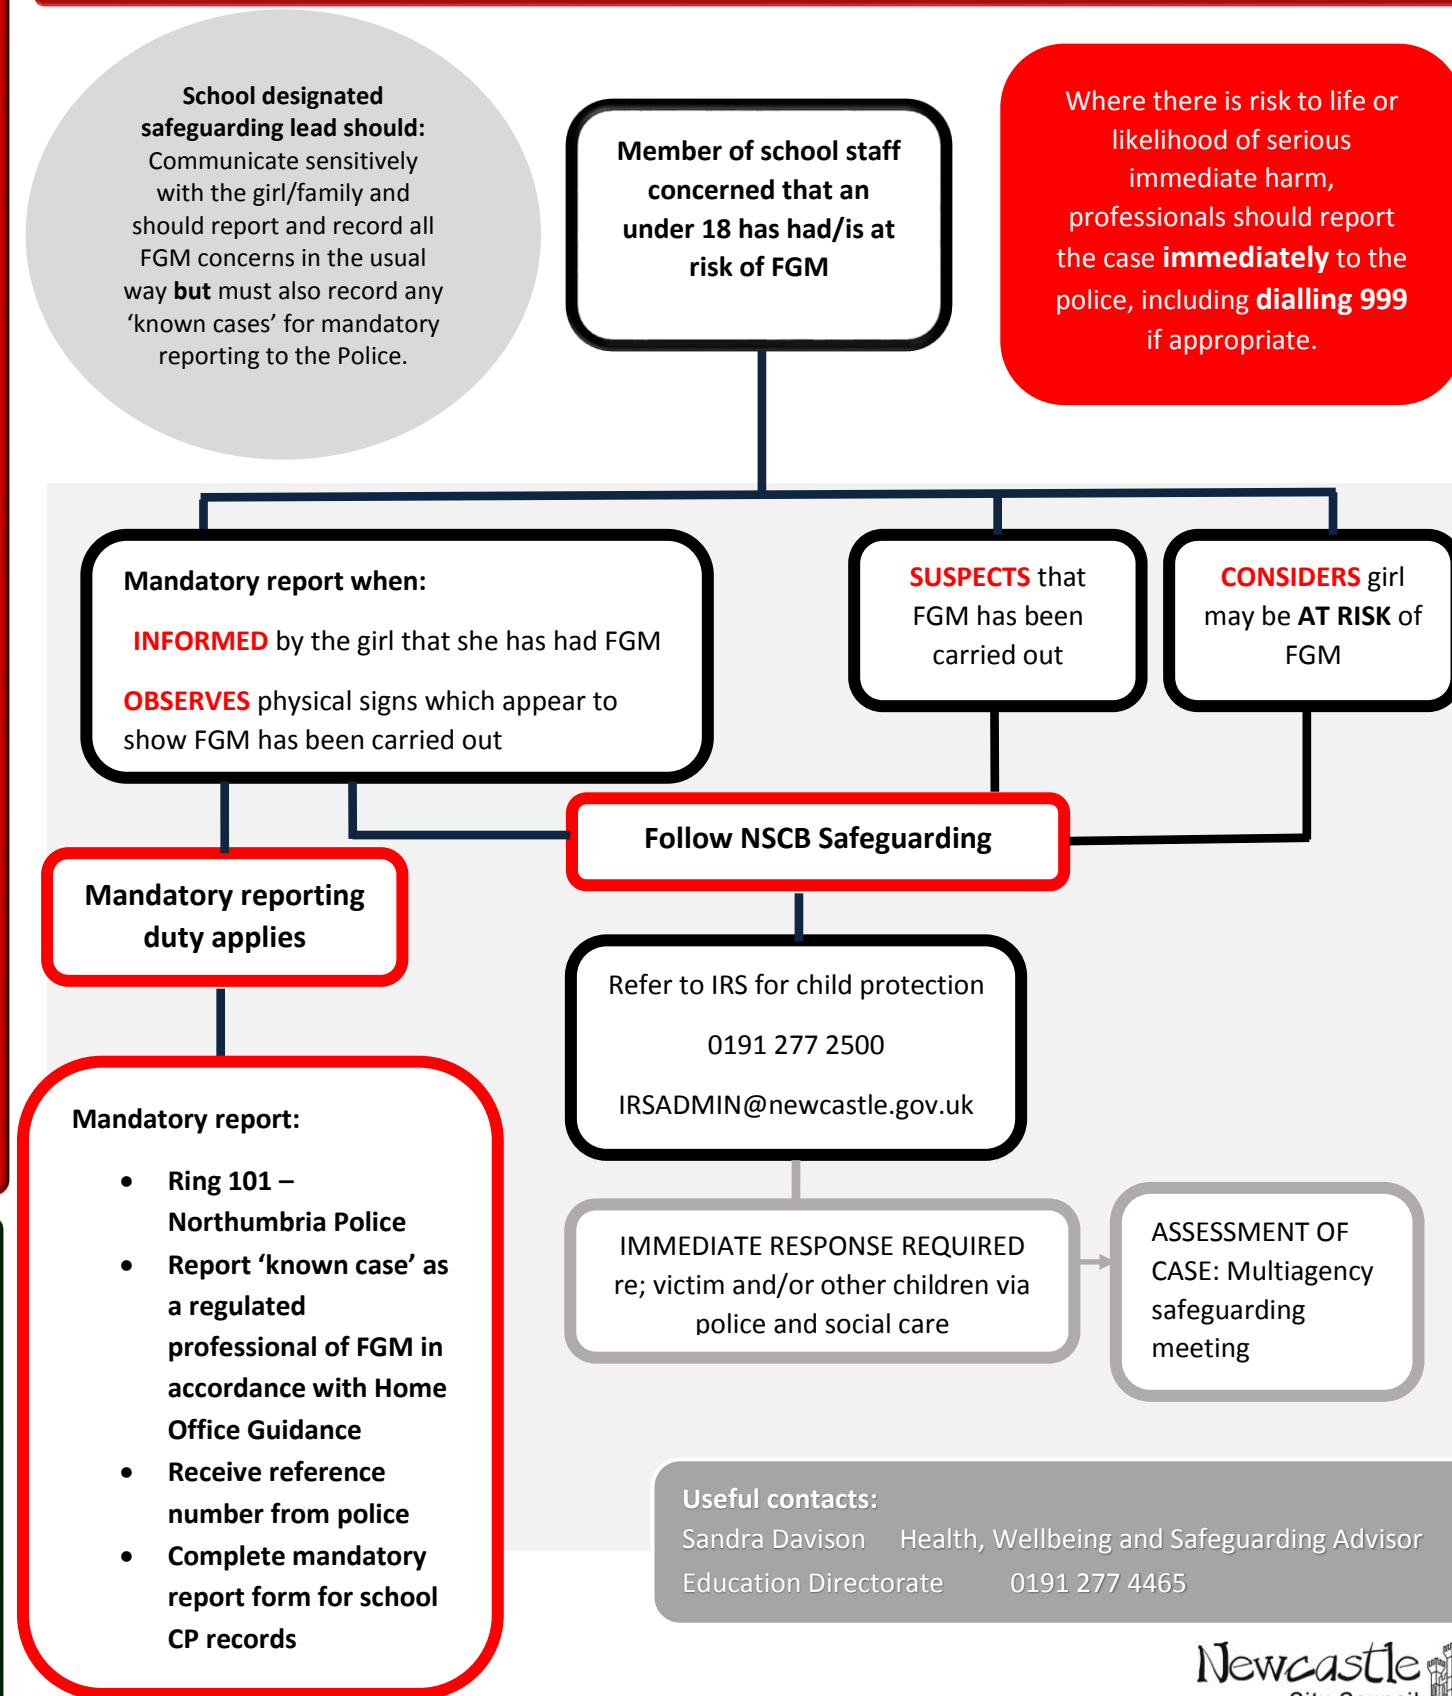 School designated
safeguarding lead should:
Communicate sensitively
with the girl/family and
should report and record all
FGM concerns in the usual
way but must also record any
‘known cases’ for mandatory
reporting to the Police.
Member of school staff
concerned that an
under 18 has had/is at
risk of FGM
Where there is risk to life or
likelihood of serious
immediate harm,
professionals should report
the case immediately to the
police, including dialling 999
if appropriate.
Mandatory report when:
INFORMED by the girl that she has had FGM
OBSERVES physical signs which appear to
show FGM has been carried out
SUSPECTS that
FGM has been
carried out
CONSIDERS girl
may be AT RISK of
FGM
Follow NSCB Safeguarding
Mandatory reporting
duty applies
Refer to IRS for child protection
0191 277 2500
IRSADMIN@newcastle.gov.uk
Mandatory report:
• Ring 101 –
Northumbria Police
• Report ‘known case’ as
a regulated
professional of FGM in
accordance with Home
Office Guidance
• Receive reference
number from police
• Complete mandatory
report form for school
CP records
IMMEDIATE RESPONSE REQUIRED
re; victim and/or other children via
police and social care
ASSESSMENT OF
CASE: Multiagency
safeguarding
meeting
Useful contacts:
Sandra Davison Health, Wellbeing and Safeguarding Advisor
Education Directorate 0191 277 4465
Newcastle
City Council